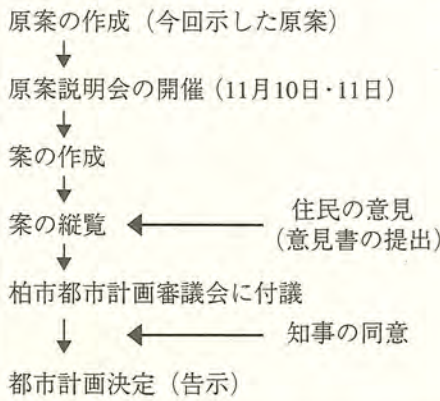 原案の作成（今回示した原案）
原案説明会の開催（11月10日・11日）
案の作成
案の縦覧
住民の意見
（意見書の提出）
柏市都市計画審議会に付議
知事の同意
都市計画決定（告示）